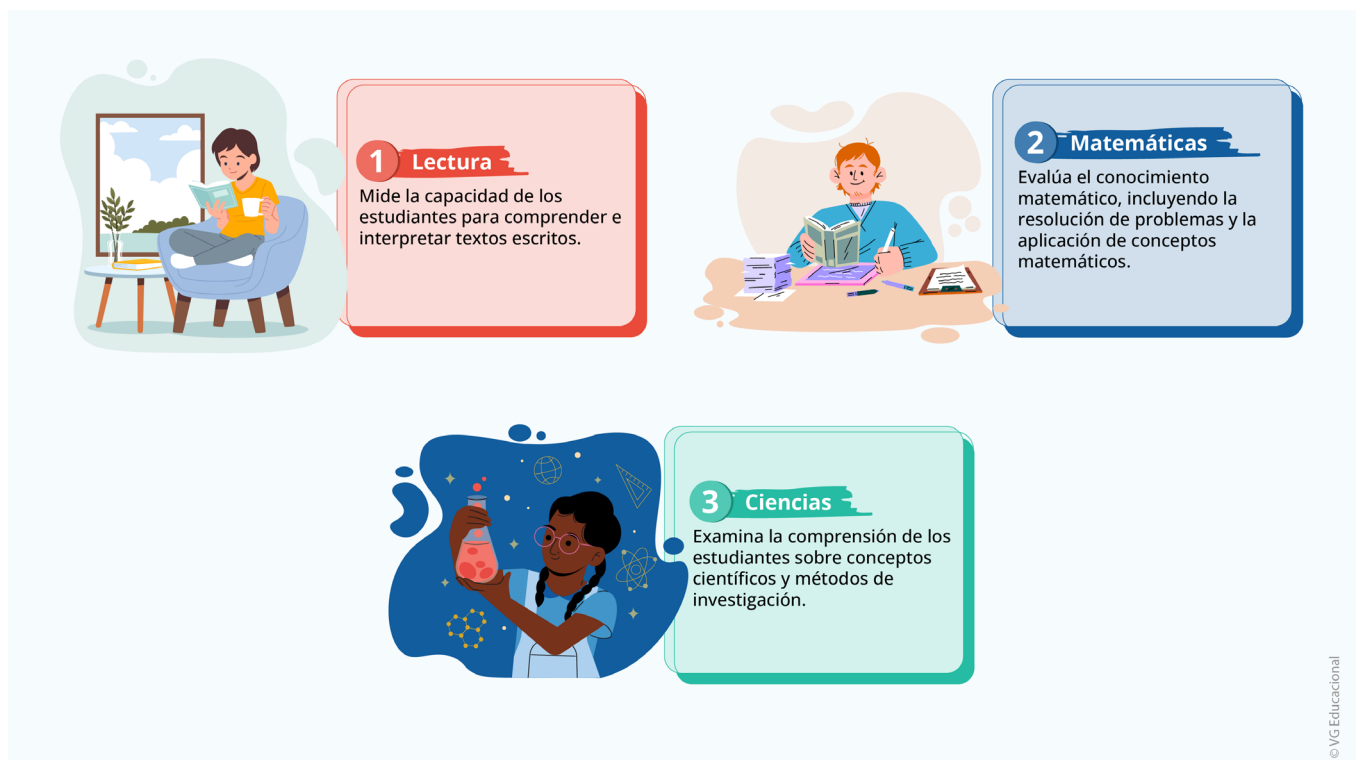 1 Lectura
Mide la capacidad de los
estudiantes para comprender e
interpretar textos escritos.
2 Matemáticas
Evalúa el conocimiento
matemático, incluyendo la
resolución de problemas y la
aplicación de conceptos
matemáticos.
3 Ciencias
Examina la comprensión de los
estudiantes sobre conceptos
científicos y métodos de
investigación.
© VG Educacional